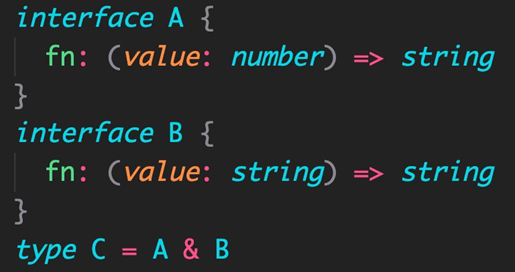 interface A {
  fn: (value: number) => string
}
interface B {
  fn: (value: string) => string
}
type C = A & B